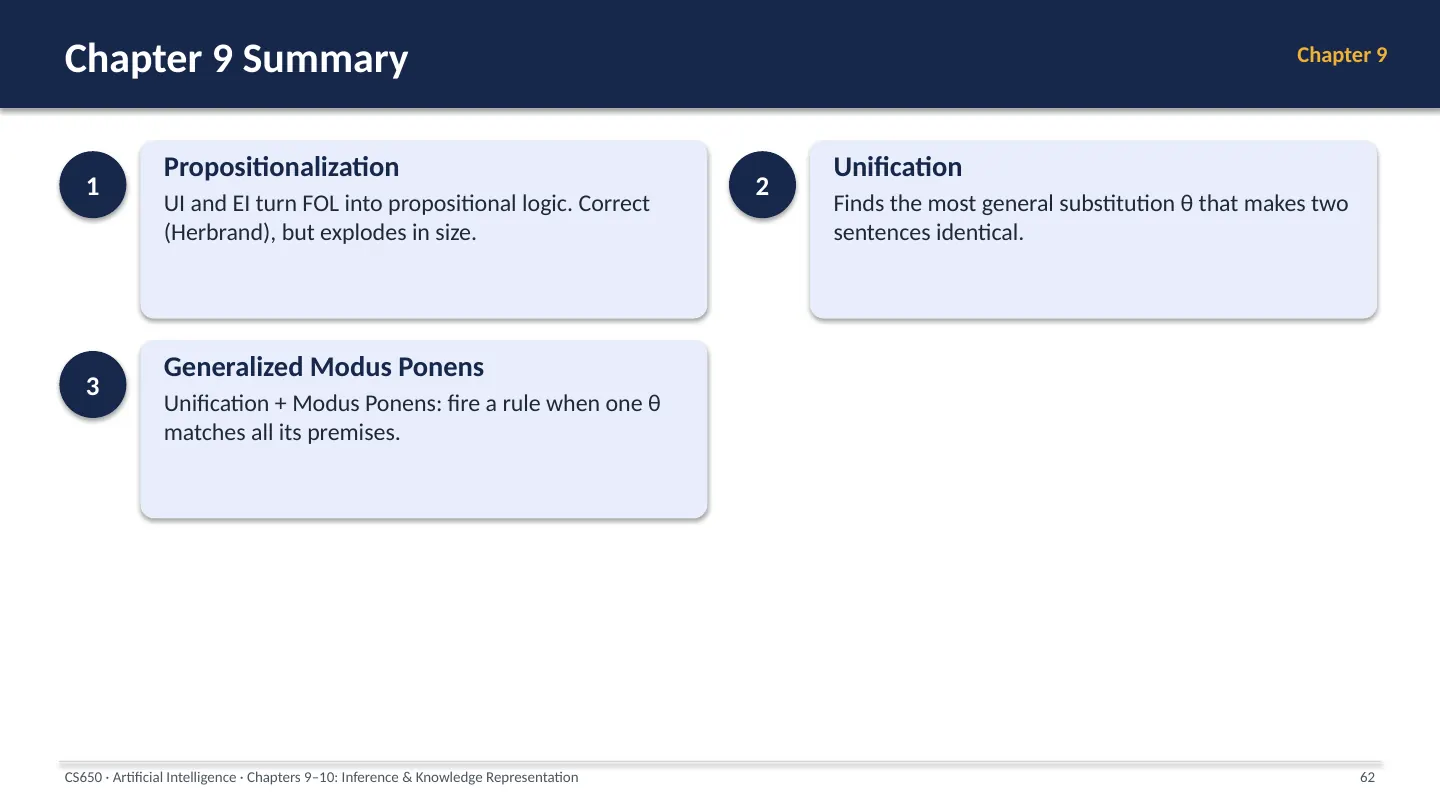 Chapter 9 Summary
Chapter 9
1
Propositionalization
UI and EI turn FOL into propositional logic. Correct
(Herbrand), but explodes in size.
2
Unification
Finds the most general substitution θ that makes two
sentences identical.
3
Generalized Modus Ponens
Unification + Modus Ponens: fire a rule when one θ
matches all its premises.
CS650 · Artificial Intelligence · Chapters 9–10: Inference & Knowledge Representation
62